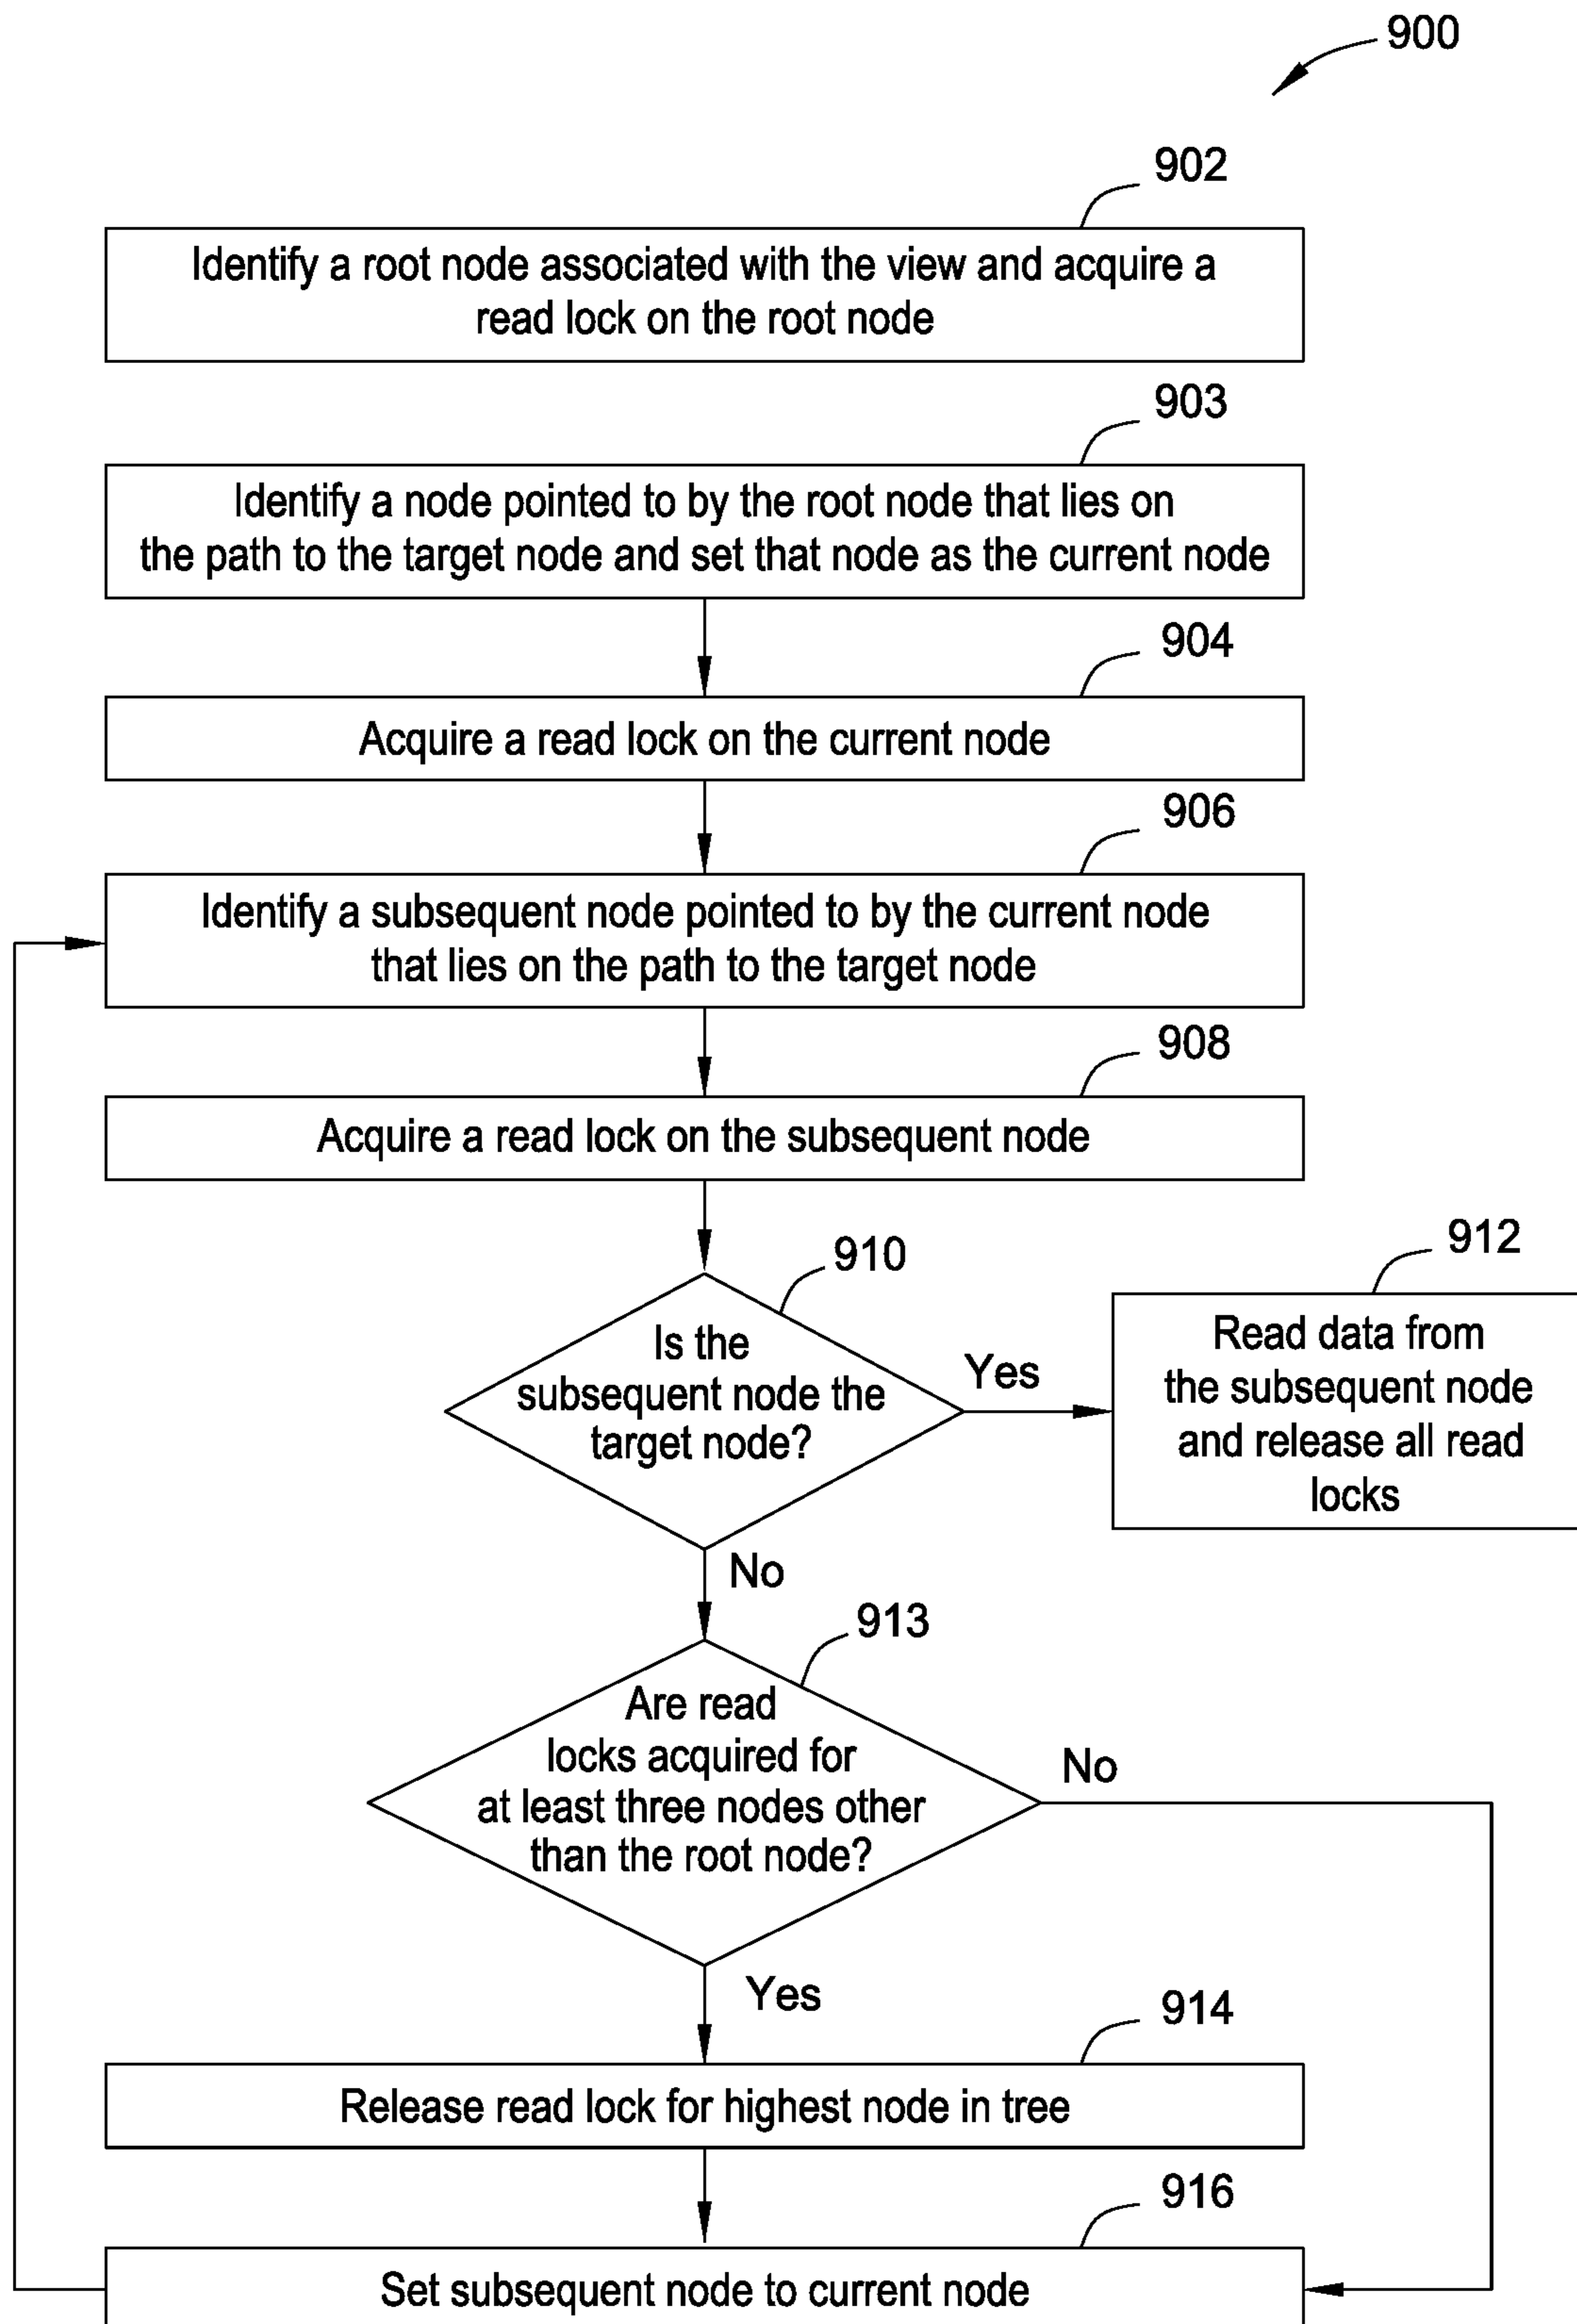 900
902
Identify a root node associated with the view and acquire a
read lock on the root node
903
Identify a node pointed to by the root node that lies on
the path to the target node and set that node as the current node
904
Acquire a read lock on the current node
906
Identify a subsequent node pointed to by the current node
that lies on the path to the target node
908
Acquire a read lock on the subsequent node
910
Is the
subsequent node the
target node?
Yes
912
Read data from
the subsequent node
and release all read
locks
No
913
Are read
locks acquired for
at least three nodes other
than the root node?
No
Yes
914
Release read lock for highest node in tree
916
Set subsequent node to current node